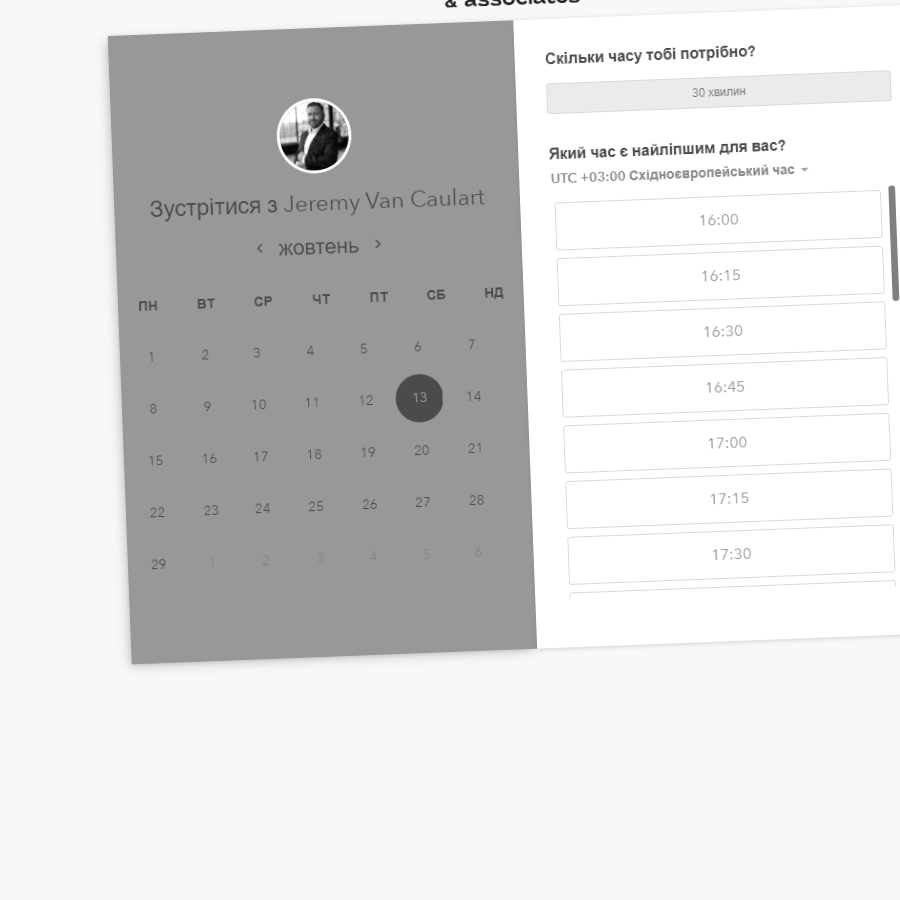 & associates
Зустрітися з Jeremy Van Caulart
жовтень
ПН ВТ СР ЧТ ПТ СБ НД
1 2 3 4 5 6 7
8 9 10 11 12 13 14
15 16 17 18 19 20 21
22 23 24 25 26 27 28
29 1 2 3 4 5 6
Скільки часу тобі потрібно?
30 хвилин
Який час є найліпшим для вас?
UTC +03:00 Східноєвропейський час
16:00
16:15
16:30
16:45
17:00
17:15
17:30